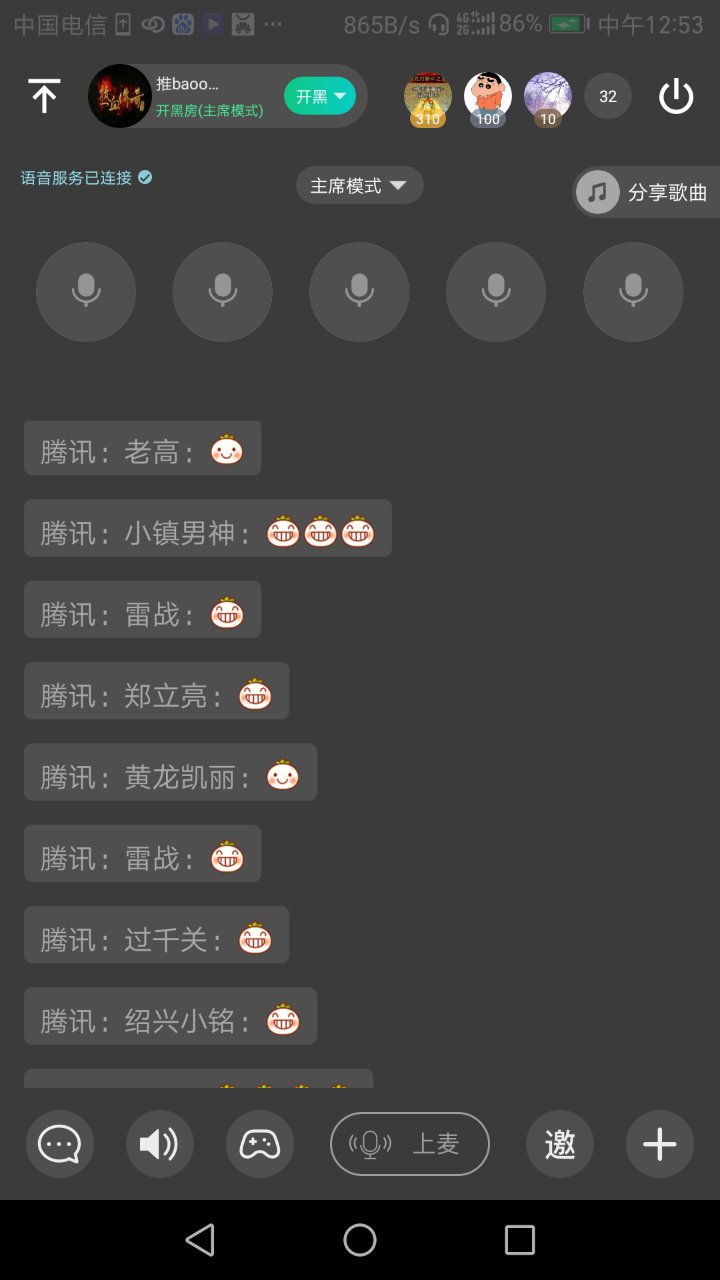 中国电信 865B/s 4G 2G 86% 中午12:53
推baoo...
开黑房(主席模式)
开黑
310 100 10 32
语音服务已连接 主席模式 分享歌曲
腾讯：老高：
腾讯：小镇男神：
腾讯：雷战：
腾讯：郑立亮：
腾讯：黄龙凯丽：
腾讯：雷战：
腾讯：过千关：
腾讯：绍兴小铭：
上麦 邀